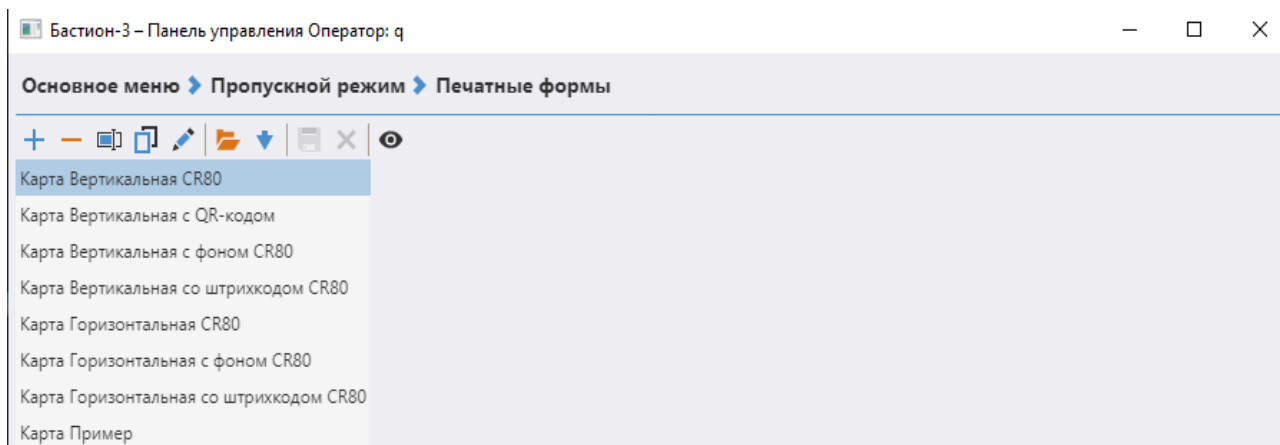 Бастион-3 – Панель управления Оператор: q
Основное меню Пропускной режим Печатные формы
Карта Вертикальная CR80
Карта Вертикальная с QR-кодом
Карта Вертикальная с фоном CR80
Карта Вертикальная со штрихкодом CR80
Карта Горизонтальная CR80
Карта Горизонтальная с фоном CR80
Карта Горизонтальная со штрихкодом CR80
Карта Пример